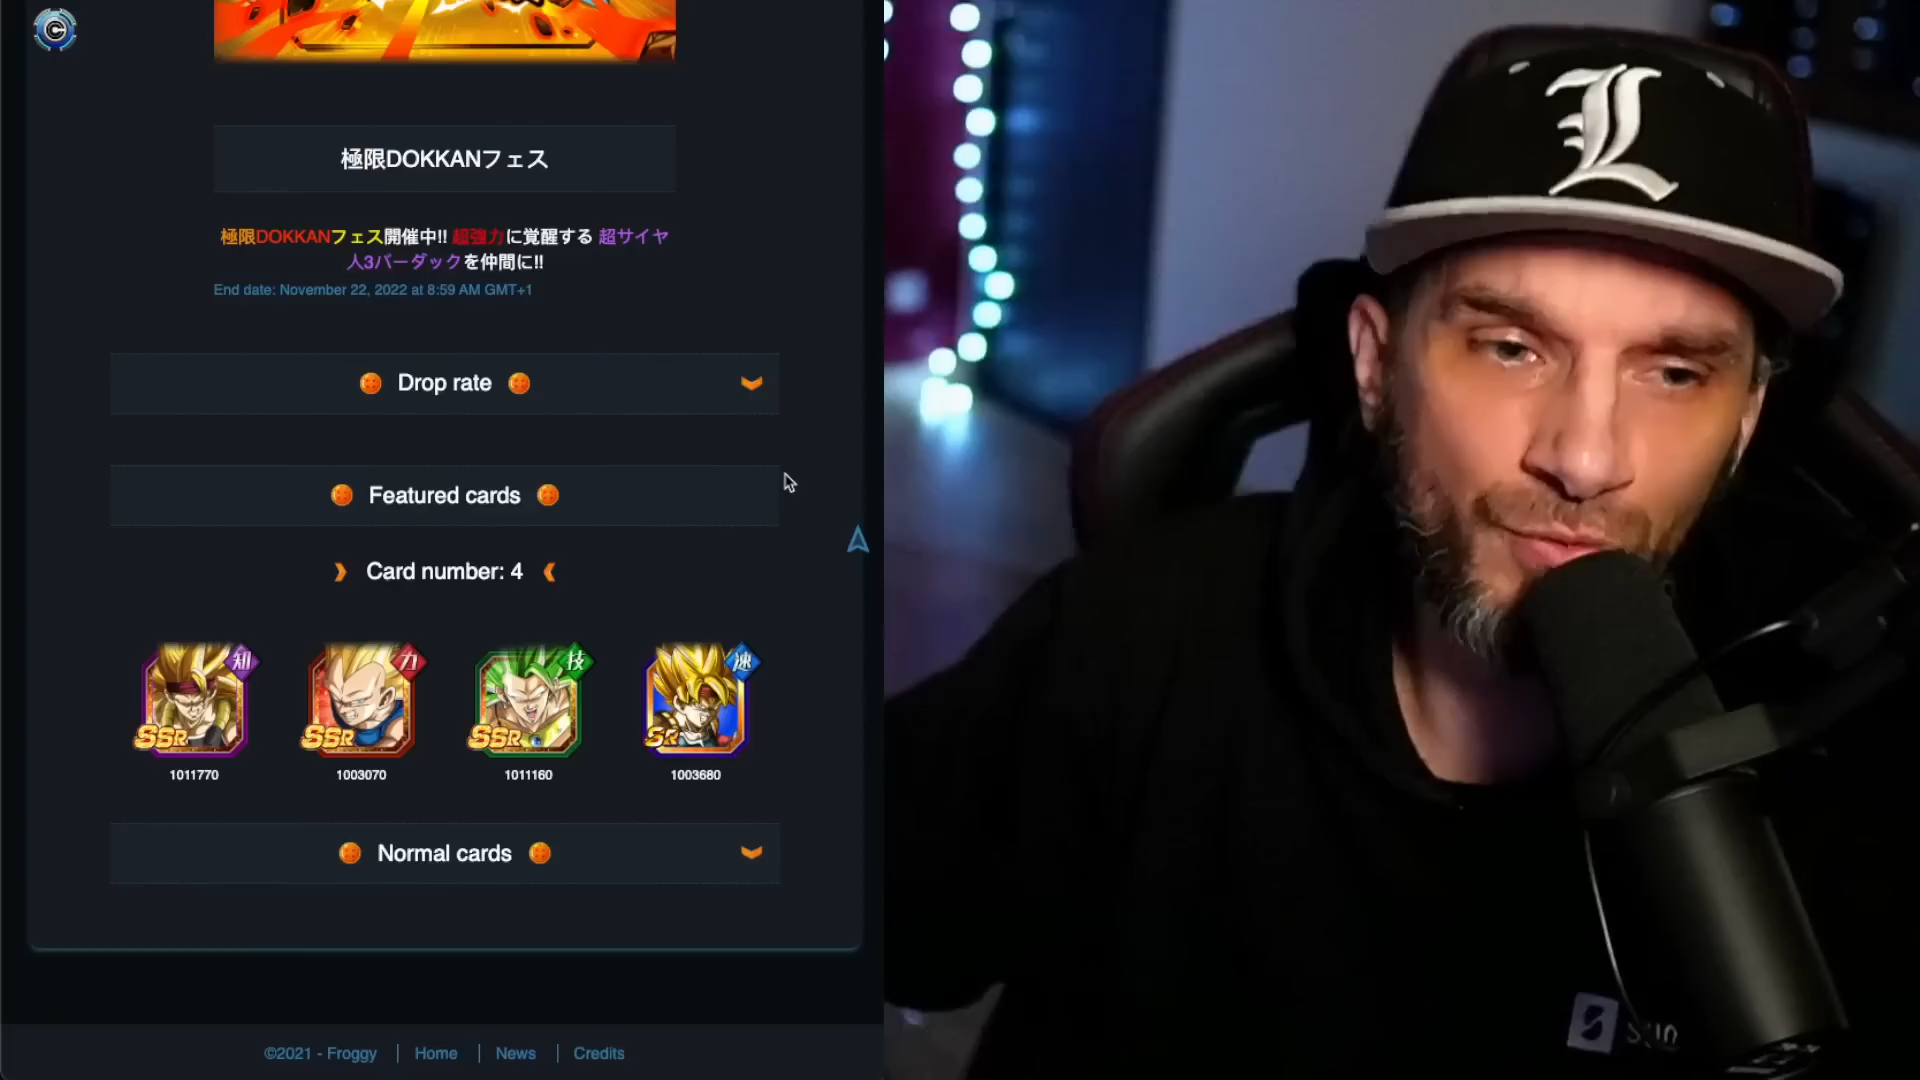 極限DOKKANフェス
極限DOKKANフェス開催中!! 超強力に覚醒する 超サイヤ
人3バーダックを仲間に!!
End date: November 22, 2022 at 8:59 AM GMT+1
Drop rate
Featured cards
Card number: 4
知 力 技 速
SSR SSR SSR SR
1011770 1003070 1011160 1003680
Normal cards
©2021 - Froggy | Home | News | Credits
L